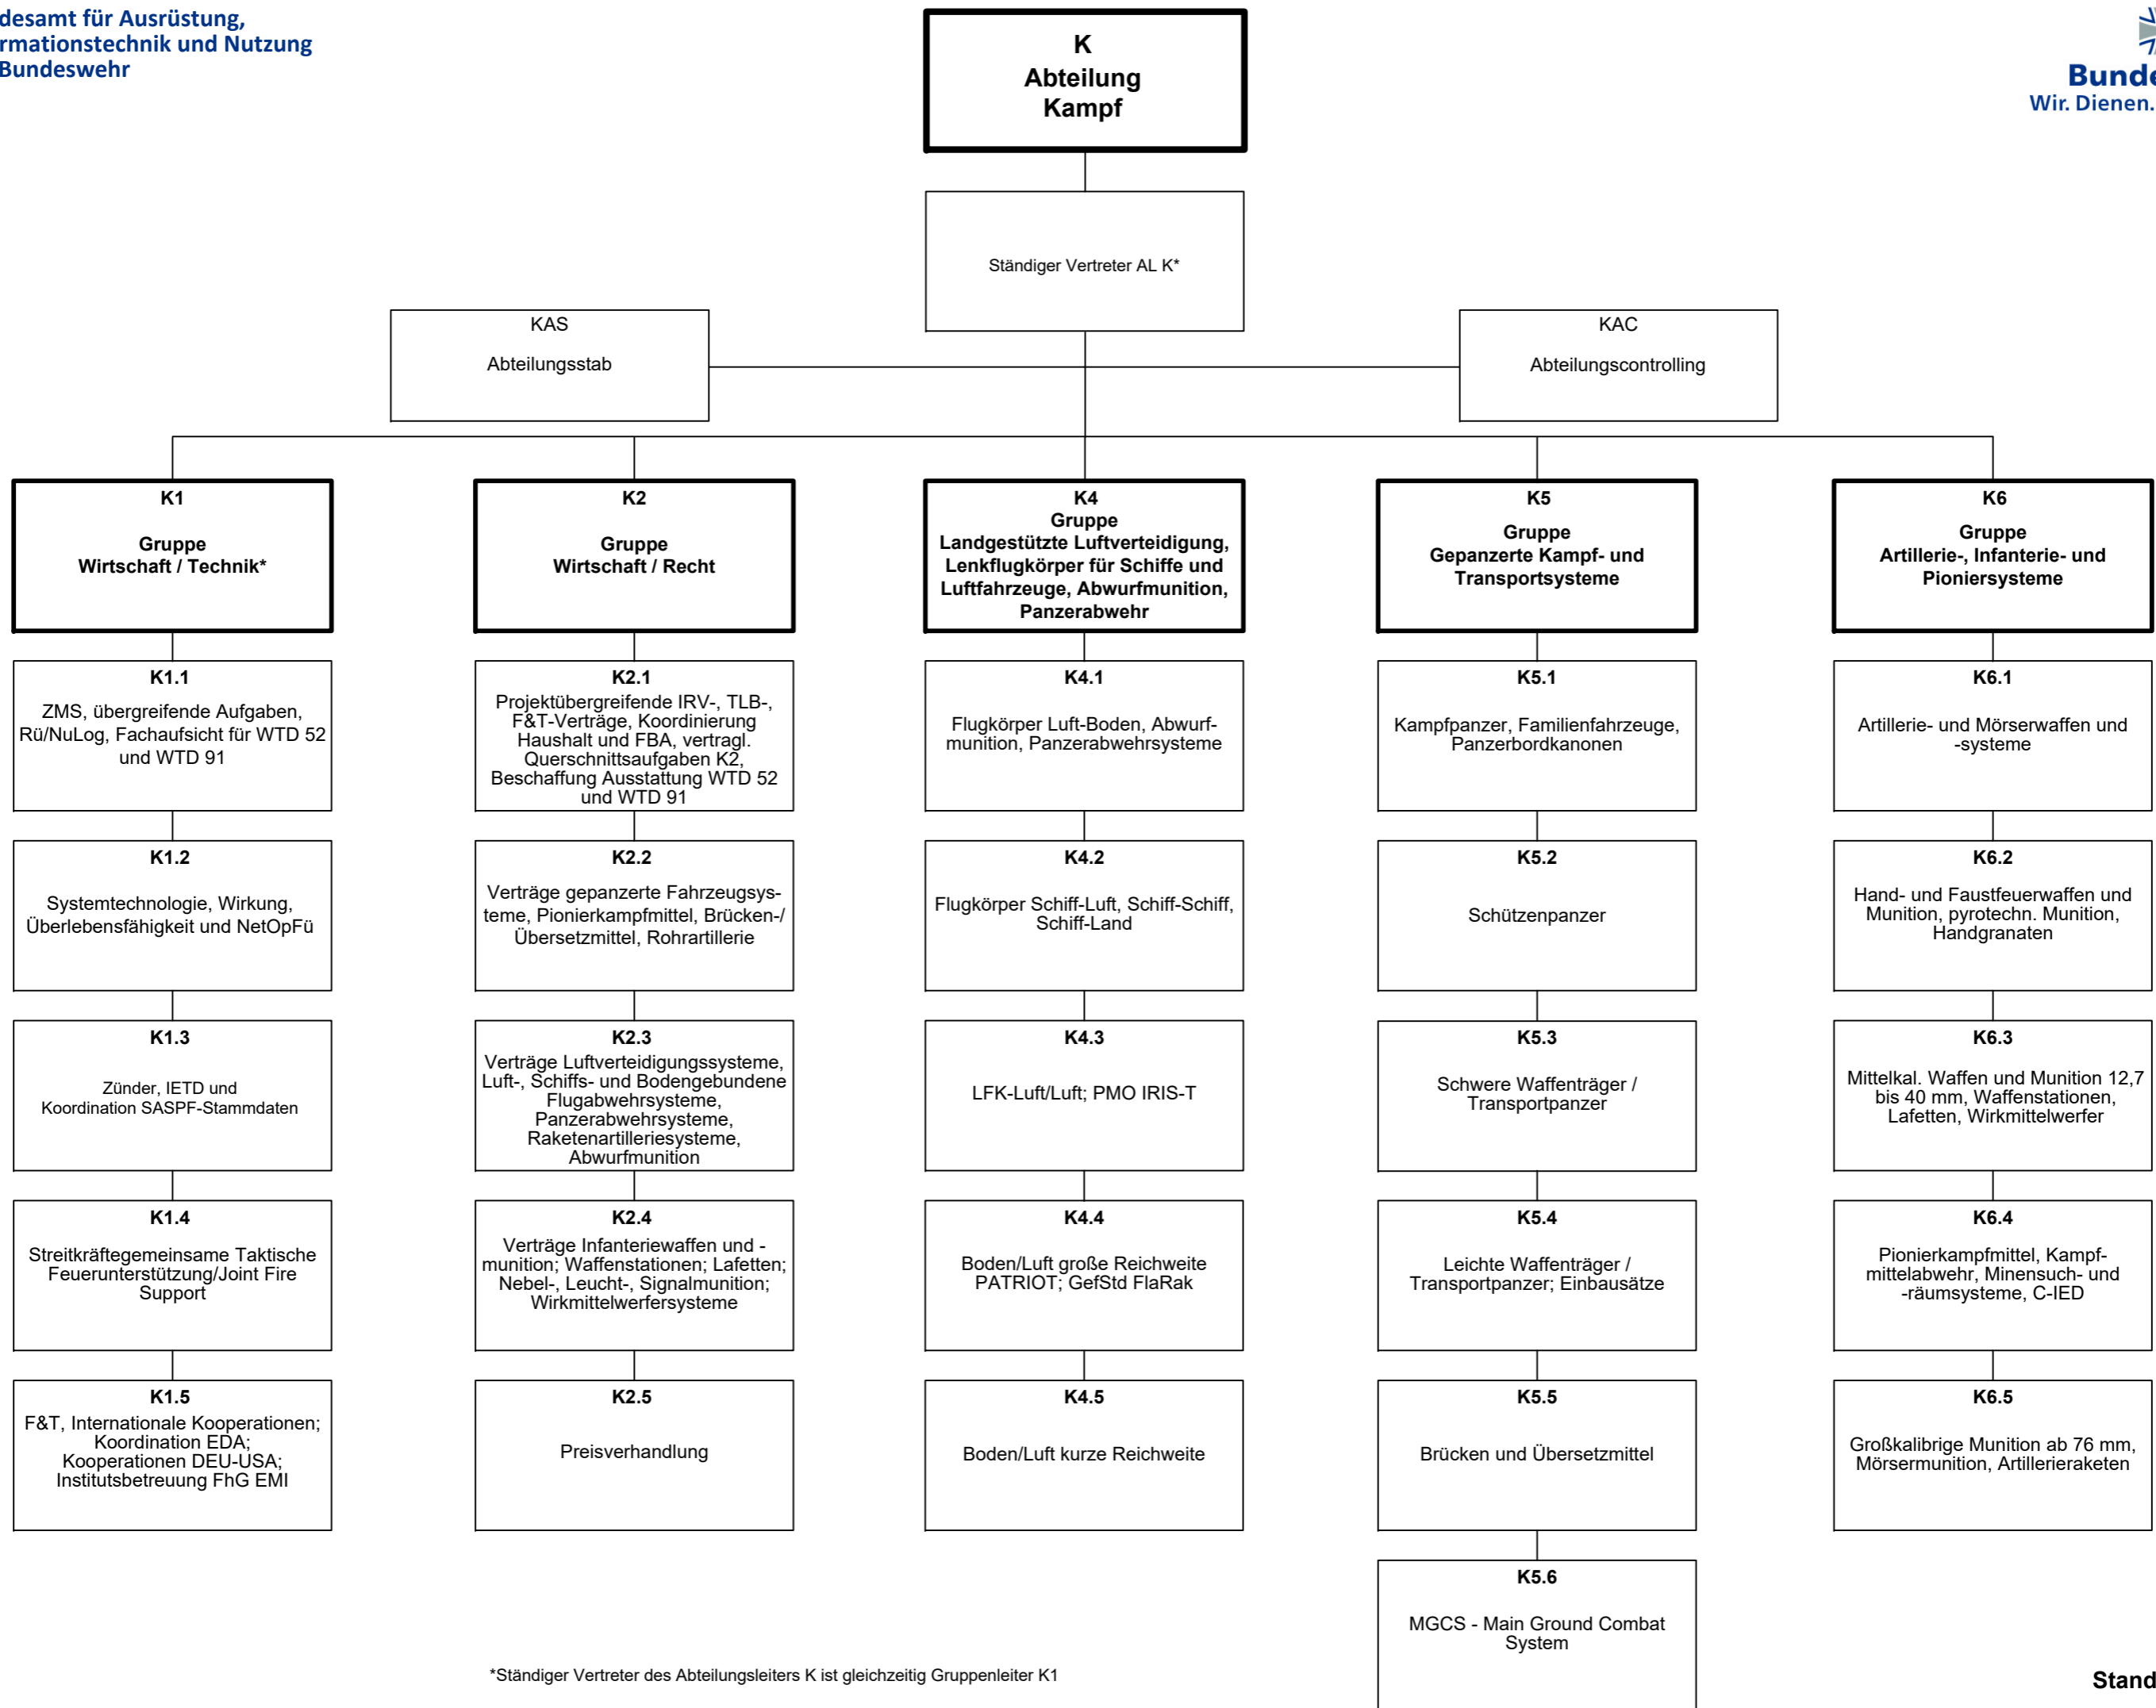 desamt für Ausrüstung,
rmationstechnik und Nutzung
Bundeswehr
K
Abteilung
Kampf
Bunde
Wir. Dienen.
Ständiger Vertreter AL K*
KAS
Abteilungsstab
KAC
Abteilungscontrolling
K1
Gruppe
Wirtschaft / Technik*
K2
Gruppe
Wirtschaft / Recht
K4
Gruppe
Landgestützte Luftverteidigung,
Lenkflugkörper für Schiffe und
Luftfahrzeuge, Abwurfmunition,
Panzerabwehr
K5
Gruppe
Gepanzerte Kampf- und
Transportsysteme
K6
Gruppe
Artillerie-, Infanterie- und
Pioniersysteme
K1.1
ZMS, übergreifende Aufgaben,
Rü/NuLog, Fachaufsicht für WTD 52
und WTD 91
K2.1
Projektübergreifende IRV-, TLB-,
F&T-Verträge, Koordinierung
Haushalt und FBA, vertragl.
Querschnittsaufgaben K2,
Beschaffung Ausstattung WTD 52
und WTD 91
K4.1
Flugkörper Luft-Boden, Abwurf-
munition, Panzerabwehrsysteme
K5.1
Kampfpanzer, Familienfahrzeuge,
Panzerbordkanonen
K6.1
Artillerie- und Mörserwaffen und
-systeme
K1.2
Systemtechnologie, Wirkung,
Überlebensfähigkeit und NetOpFü
K2.2
Verträge gepanzerte Fahrzeugsys-
teme, Pionierkampfmittel, Brücken-/
Übersetzmittel, Rohrartillerie
K4.2
Flugkörper Schiff-Luft, Schiff-Schiff,
Schiff-Land
K5.2
Schützenpanzer
K6.2
Hand- und Faustfeuerwaffen und
Munition, pyrotechn. Munition,
Handgranaten
K1.3
Zünder, IETD und
Koordination SASPF-Stammdaten
K2.3
Verträge Luftverteidigungssysteme,
Luft-, Schiffs- und Bodengebundene
Flugabwehrsysteme,
Panzerabwehrsysteme,
Raketenartilleriesysteme,
Abwurfmunition
K4.3
LFK-Luft/Luft; PMO IRIS-T
K5.3
Schwere Waffenträger /
Transportpanzer
K6.3
Mittelkal. Waffen und Munition 12,7
bis 40 mm, Waffenstationen,
Lafetten, Wirkmittelwerfer
K1.4
Streitkräftegemeinsame Taktische
Feuerunterstützung/Joint Fire
Support
K2.4
Verträge Infanteriewaffen und -
munition; Waffenstationen; Lafetten;
Nebel-, Leucht-, Signalmunition;
Wirkmittelwerfersysteme
K4.4
Boden/Luft große Reichweite
PATRIOT; GefStd FlaRak
K5.4
Leichte Waffenträger /
Transportpanzer; Einbausätze
K6.4
Pionierkampfmittel, Kampf-
mittelabwehr, Minensuch- und
-räumsysteme, C-IED
K1.5
F&T, Internationale Kooperationen;
Koordination EDA;
Kooperationen DEU-USA;
Institutsbetreuung FhG EMI
K2.5
Preisverhandlung
K4.5
Boden/Luft kurze Reichweite
K5.5
Brücken und Übersetzmittel
K6.5
Großkalibrige Munition ab 76 mm,
Mörsermunition, Artillerieraketen
K5.6
MGCS - Main Ground Combat
System
*Ständiger Vertreter des Abteilungsleiters K ist gleichzeitig Gruppenleiter K1
Stand